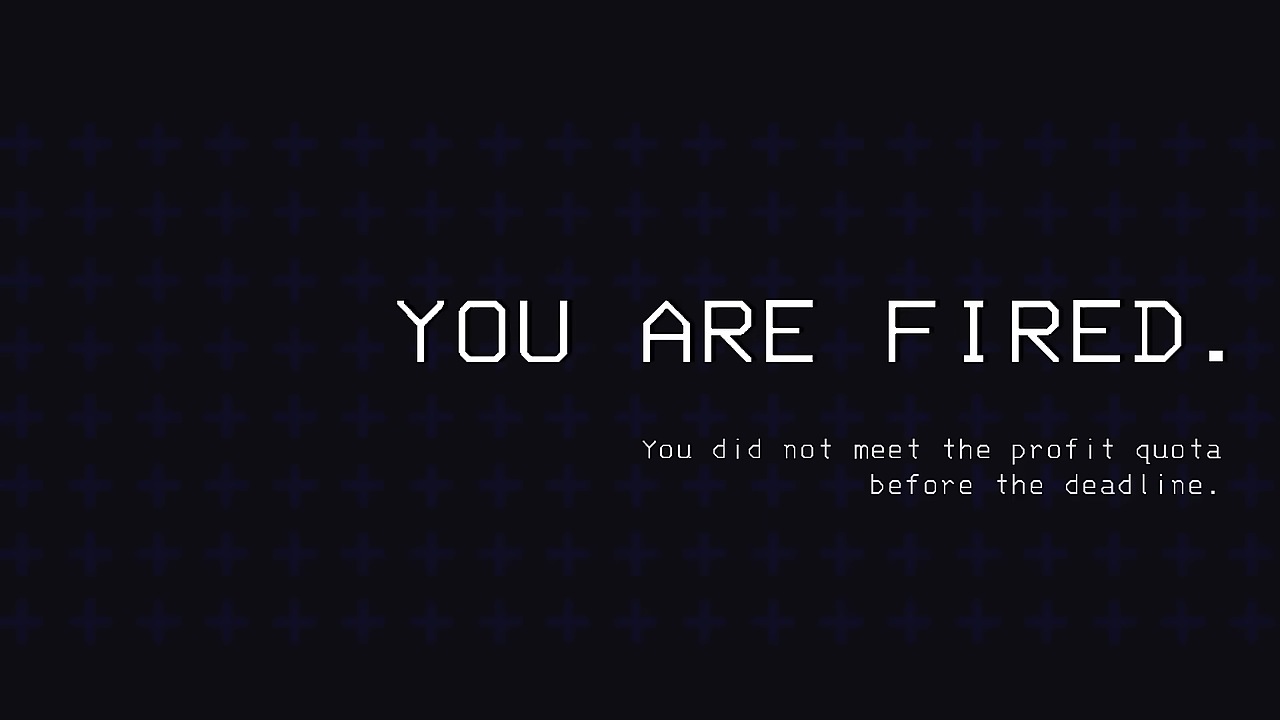 YOU ARE FIRED.
You did not meet the profit quota
before the deadline.